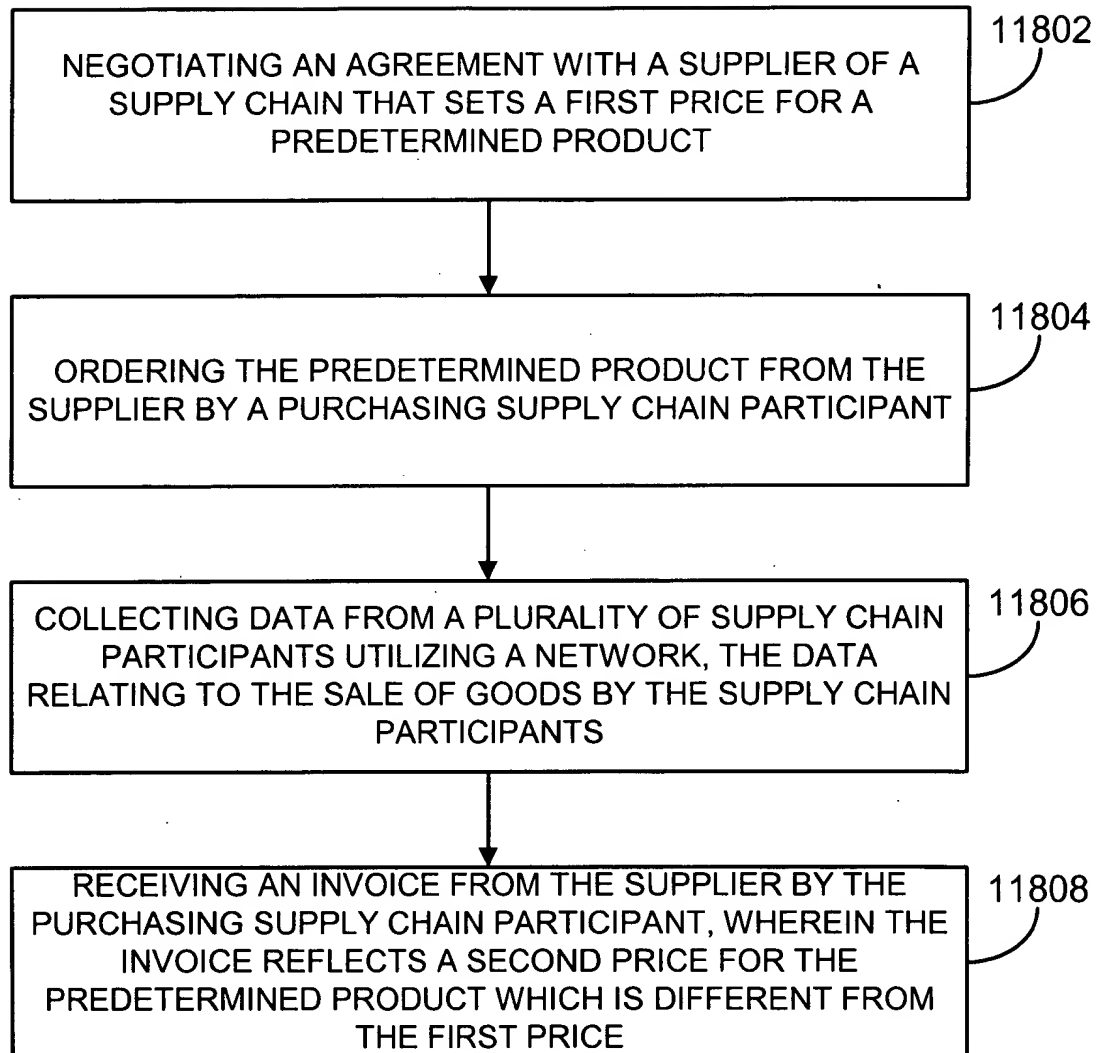 NEGOTIATING AN AGREEMENT WITH A SUPPLIER OF A
SUPPLY CHAIN THAT SETS A FIRST PRICE FOR A
PREDETERMINED PRODUCT
11802
ORDERING THE PREDETERMINED PRODUCT FROM THE
SUPPLIER BY A PURCHASING SUPPLY CHAIN PARTICIPANT
11804
COLLECTING DATA FROM A PLURALITY OF SUPPLY CHAIN
PARTICIPANTS UTILIZING A NETWORK, THE DATA
RELATING TO THE SALE OF GOODS BY THE SUPPLY CHAIN
PARTICIPANTS
11806
RECEIVING AN INVOICE FROM THE SUPPLIER BY THE
PURCHASING SUPPLY CHAIN PARTICIPANT, WHEREIN THE
INVOICE REFLECTS A SECOND PRICE FOR THE
PREDETERMINED PRODUCT WHICH IS DIFFERENT FROM
THE FIRST PRICE
11808